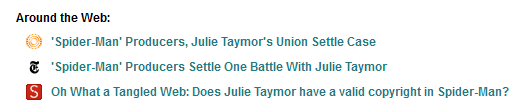 Around the Web:
'Spider-Man' Producers, Julie Taymor's Union Settle Case
'Spider-Man' Producers Settle One Battle With Julie Taymor
Oh What a Tangled Web: Does Julie Taymor have a valid copyright in Spider-Man?